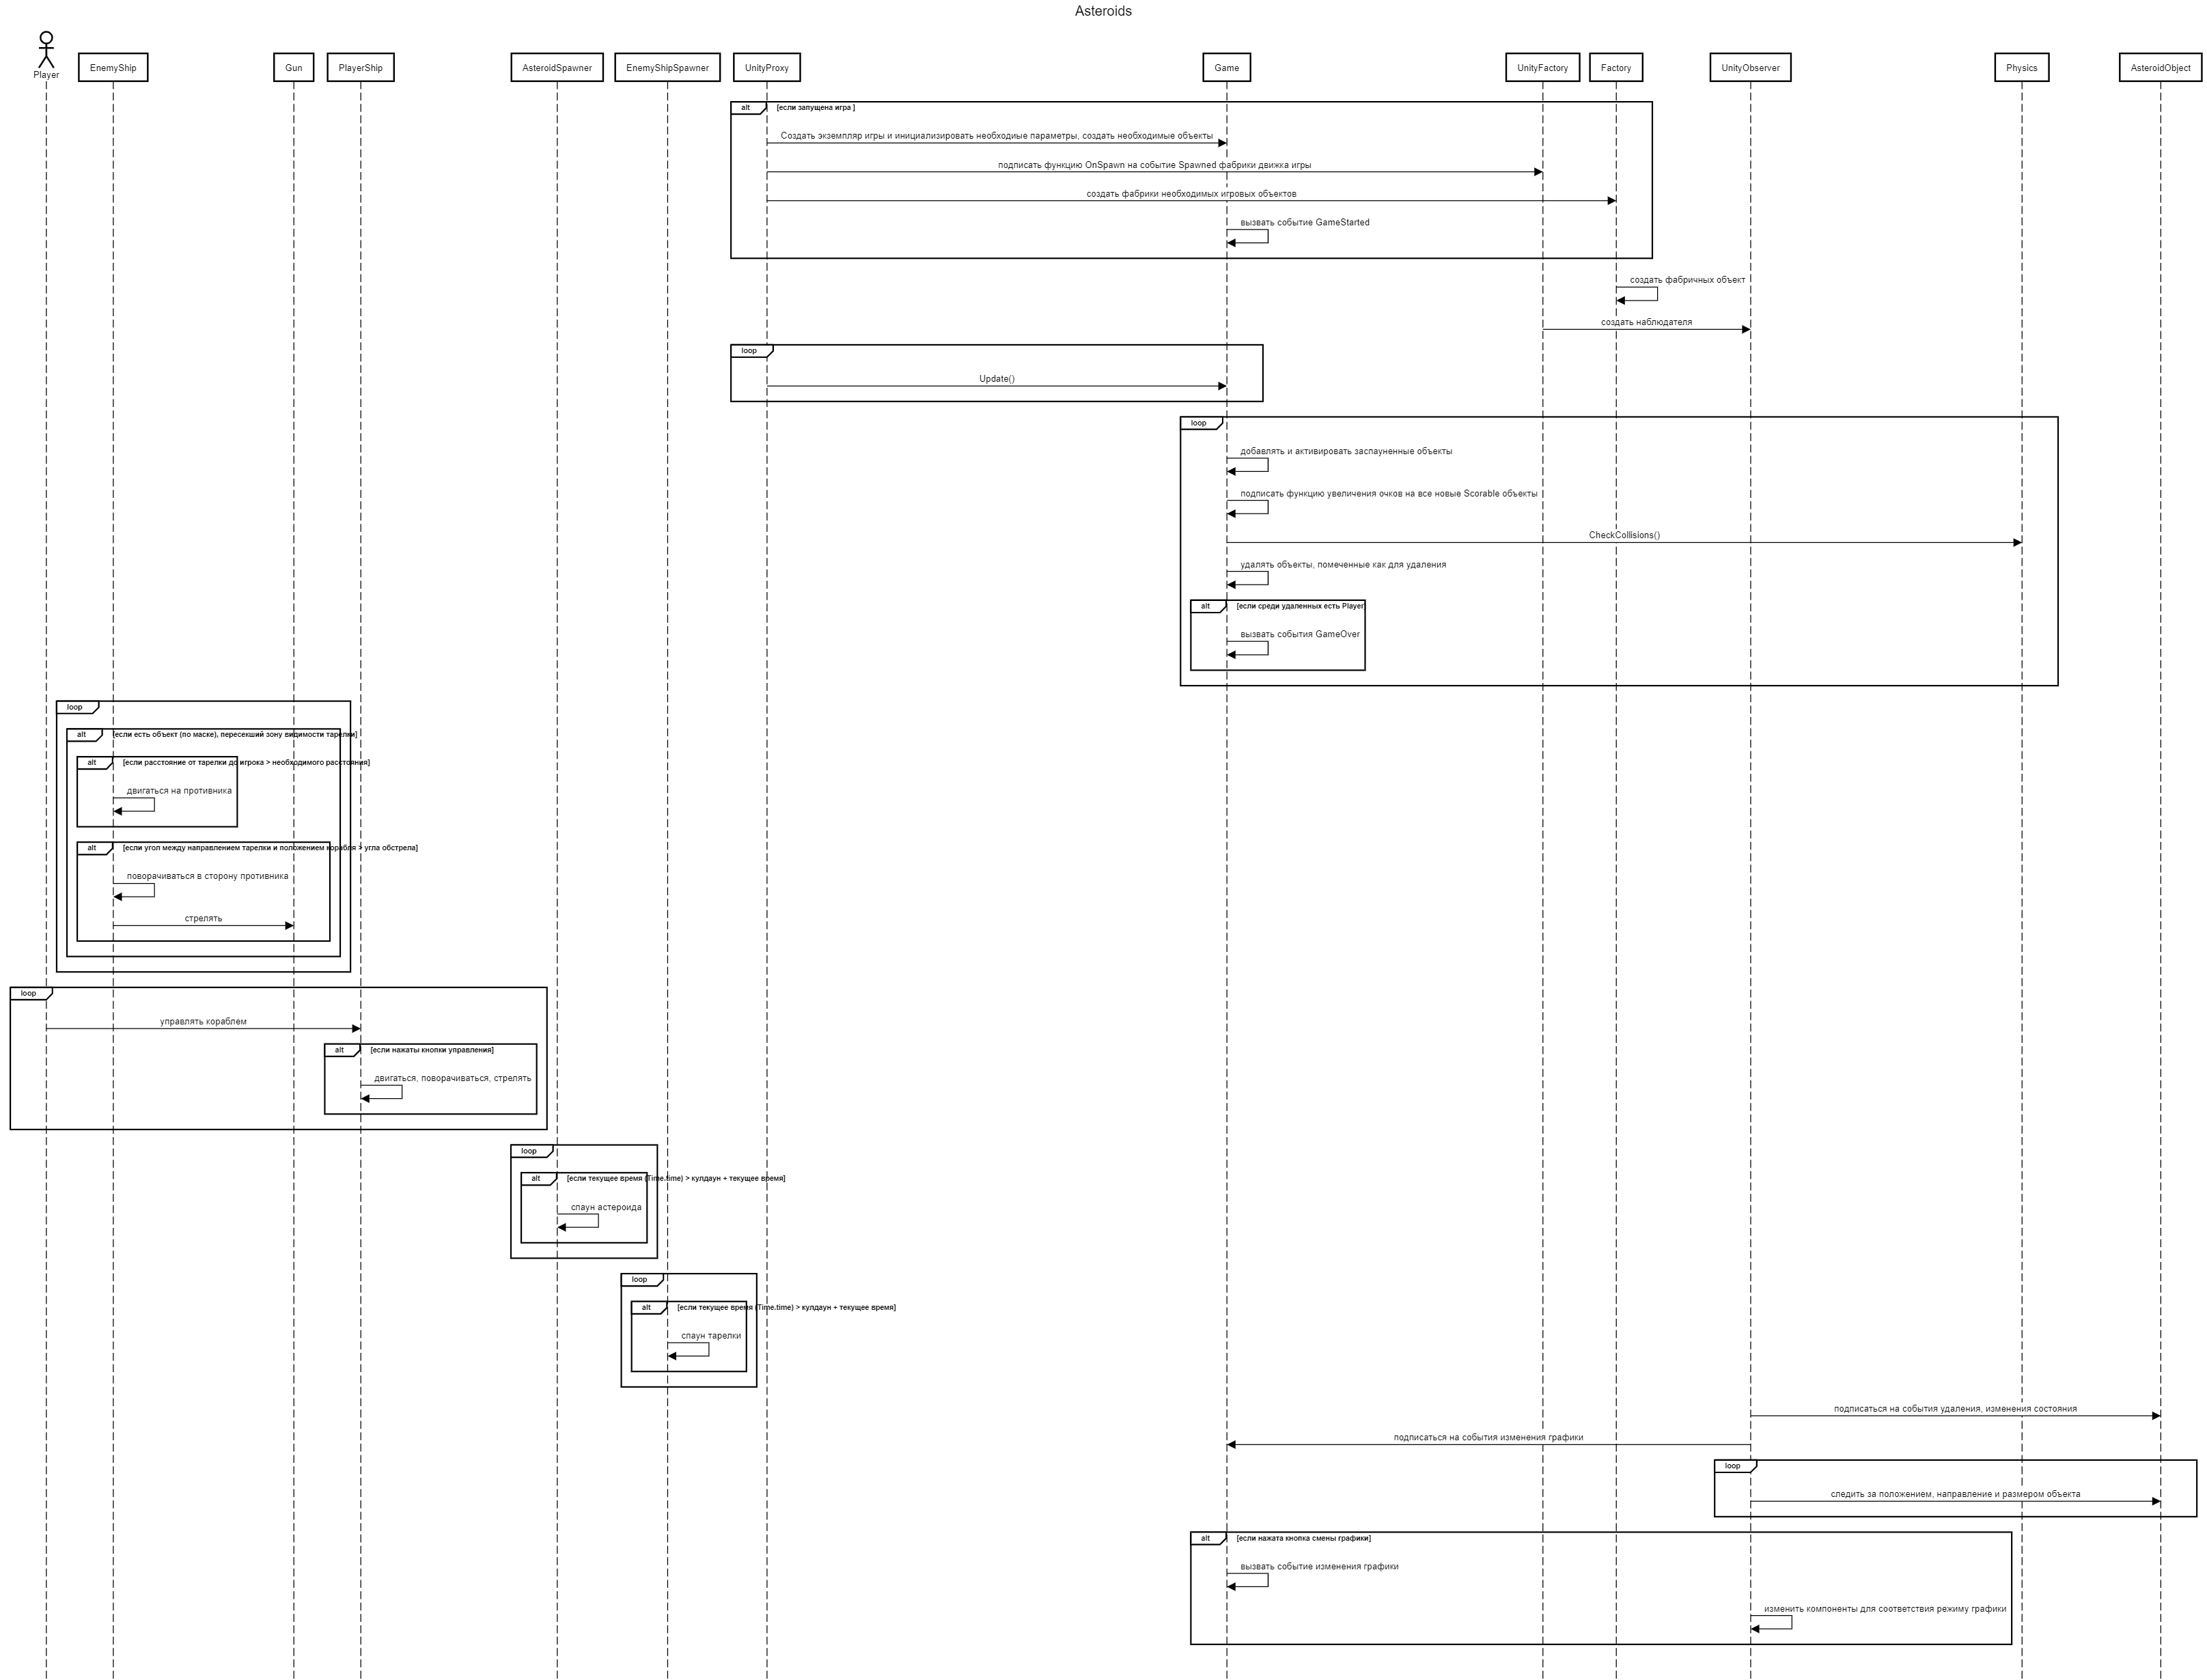 Asteroids
Player
EnemyShip
Gun
PlayerShip
AsteroidSpawner
EnemyShipSpawner
UnityProxy
Game
UnityFactory
Factory
UnityObserver
Physics
AsteroidObject
alt [если запущена игра ]
Создать экземпляр игры и инициализировать необходиые параметры, создать необходимые объекты
подписать функцию OnSpawn на событие Spawned фабрики движка игры
создать фабрики необходимых игровых объектов
вызвать событие GameStarted
создать фабричных объект
создать наблюдателя
loop
Update()
loop
добавлять и активировать заспауненные объекты
подписать функцию увеличения очков на все новые Scorable объекты
CheckCollisions()
удалять объекты, помеченные как для удаления
alt [если среди удаленных есть Player]
вызвать события GameOver
loop
alt [если есть объект (по маске), пересекший зону видимости тарелки]
alt [если расстояние от тарелки до игрока > необходимого расстояния]
двигаться на противника
alt [если угол между направлением тарелки и положением корабля > угла обстрела]
поворачиваться в сторону противника
стрелять
loop
управлять кораблем
alt [если нажаты кнопки управления]
двигаться, поворачиваться, стрелять
loop
alt [если текущее время (Time.time) > кулдаун + текущее время]
спаун астероида
loop
alt [если текущее время (Time.time) > кулдаун + текущее время]
спаун тарелки
подписаться на события удаления, изменения состояния
подписаться на события изменения графики
loop
следить за положением, направление и размером объекта
alt [если нажата кнопка смены графики]
вызвать событие изменения графики
изменить компоненты для соответствия режиму графики